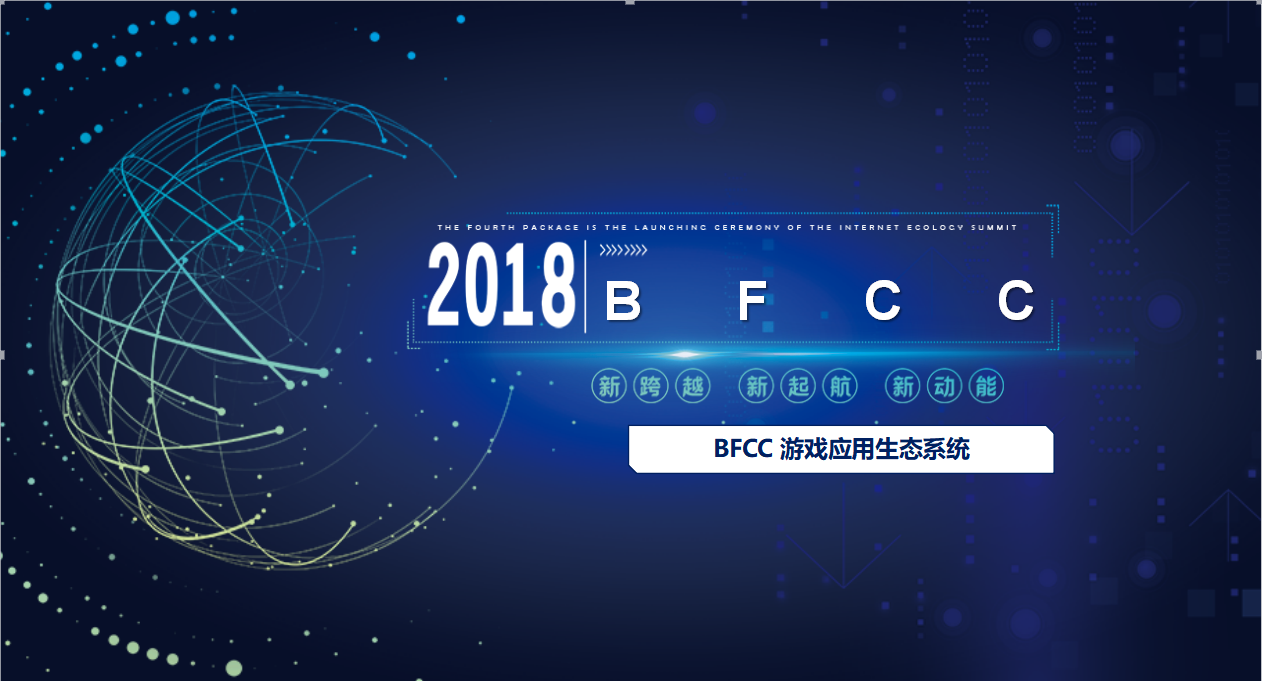 THE FOURTH PACKAGE IS THE LAUNCHING CEREMONY OF THE INTERNET ECOLOGY SUMMIT
2018 B F C C
新跨越 新起航 新动能
BFCC 游戏应用生态系统